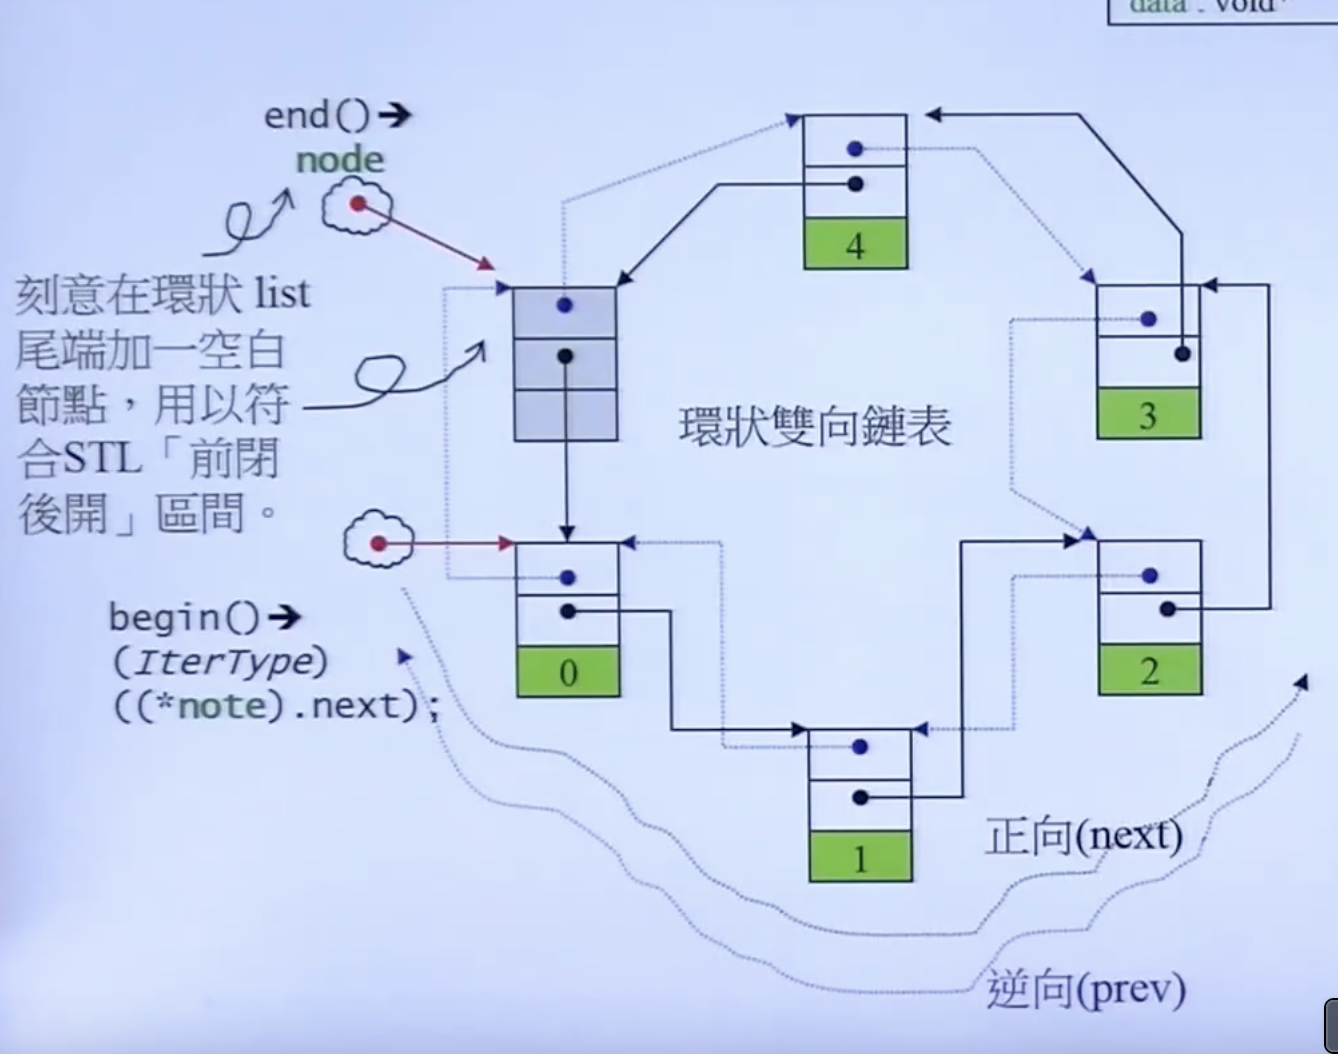 data : void*
end()➔
node
刻意在環狀 list
尾端加一空白
節點，用以符
合STL「前閉
後開」區間。
4
3
環狀雙向鏈表
begin()➔
(IterType)
((*note).next);
0
2
1
正向(next)
逆向(prev)